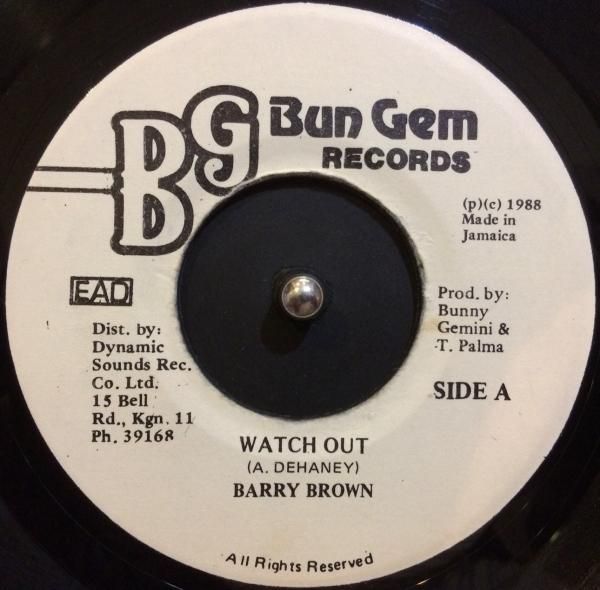 BG
Bun Gem
RECORDS
(p)(c) 1988
Made in
Jamaica
EAD
Prod. by:
Bunny
Gemini &
T. Palma
Dist. by:
Dynamic
Sounds Rec.
Co. Ltd.
15 Bell
Rd., Kgn. 11
Ph. 39168
SIDE A
WATCH OUT
(A. DEHANEY)
BARRY BROWN
All Rights Reserved